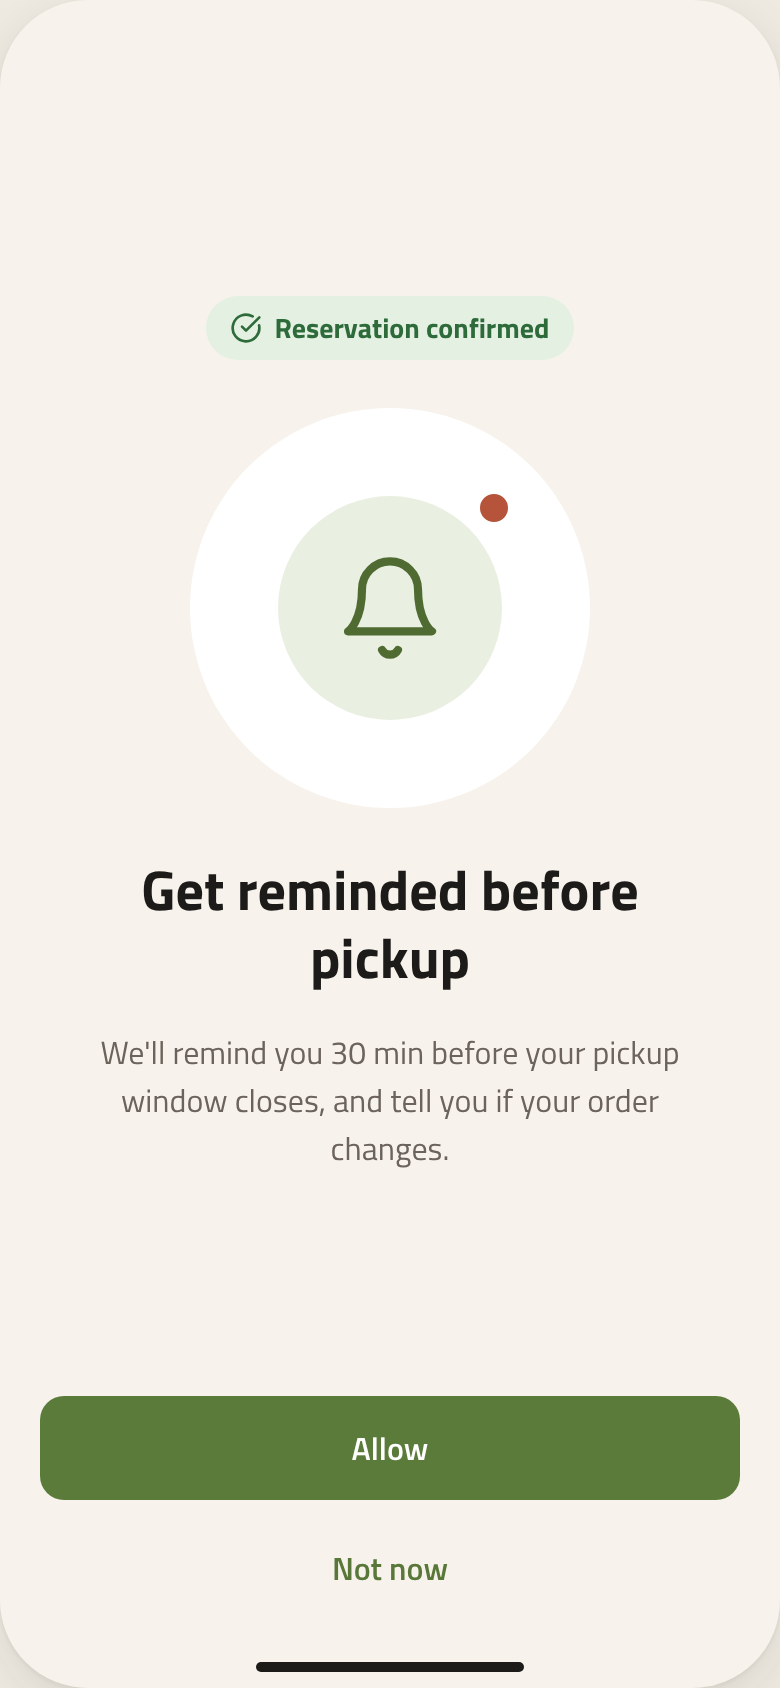 Reservation confirmed
Get reminded before
pickup
We'll remind you 30 min before your pickup
window closes, and tell you if your order
changes.
Allow
Not now